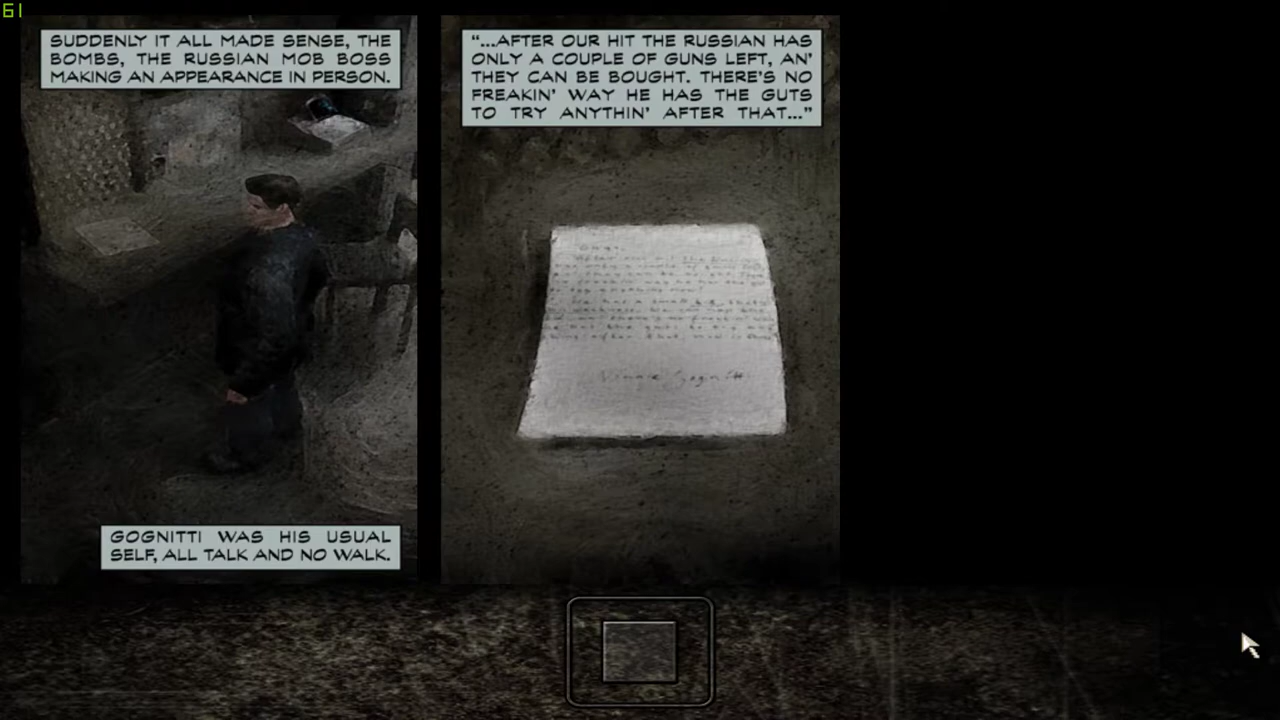 61
SUDDENLY IT ALL MADE SENSE, THE
BOMBS, THE RUSSIAN MOB BOSS
MAKING AN APPEARANCE IN PERSON.
GOGNITTI WAS HIS USUAL
SELF, ALL TALK AND NO WALK.
"...AFTER OUR HIT THE RUSSIAN HAS
ONLY A COUPLE OF GUNS LEFT, AN'
THEY CAN BE BOUGHT. THERE'S NO
FREAKIN' WAY HE HAS THE GUTS
TO TRY ANYTHIN' AFTER THAT..."